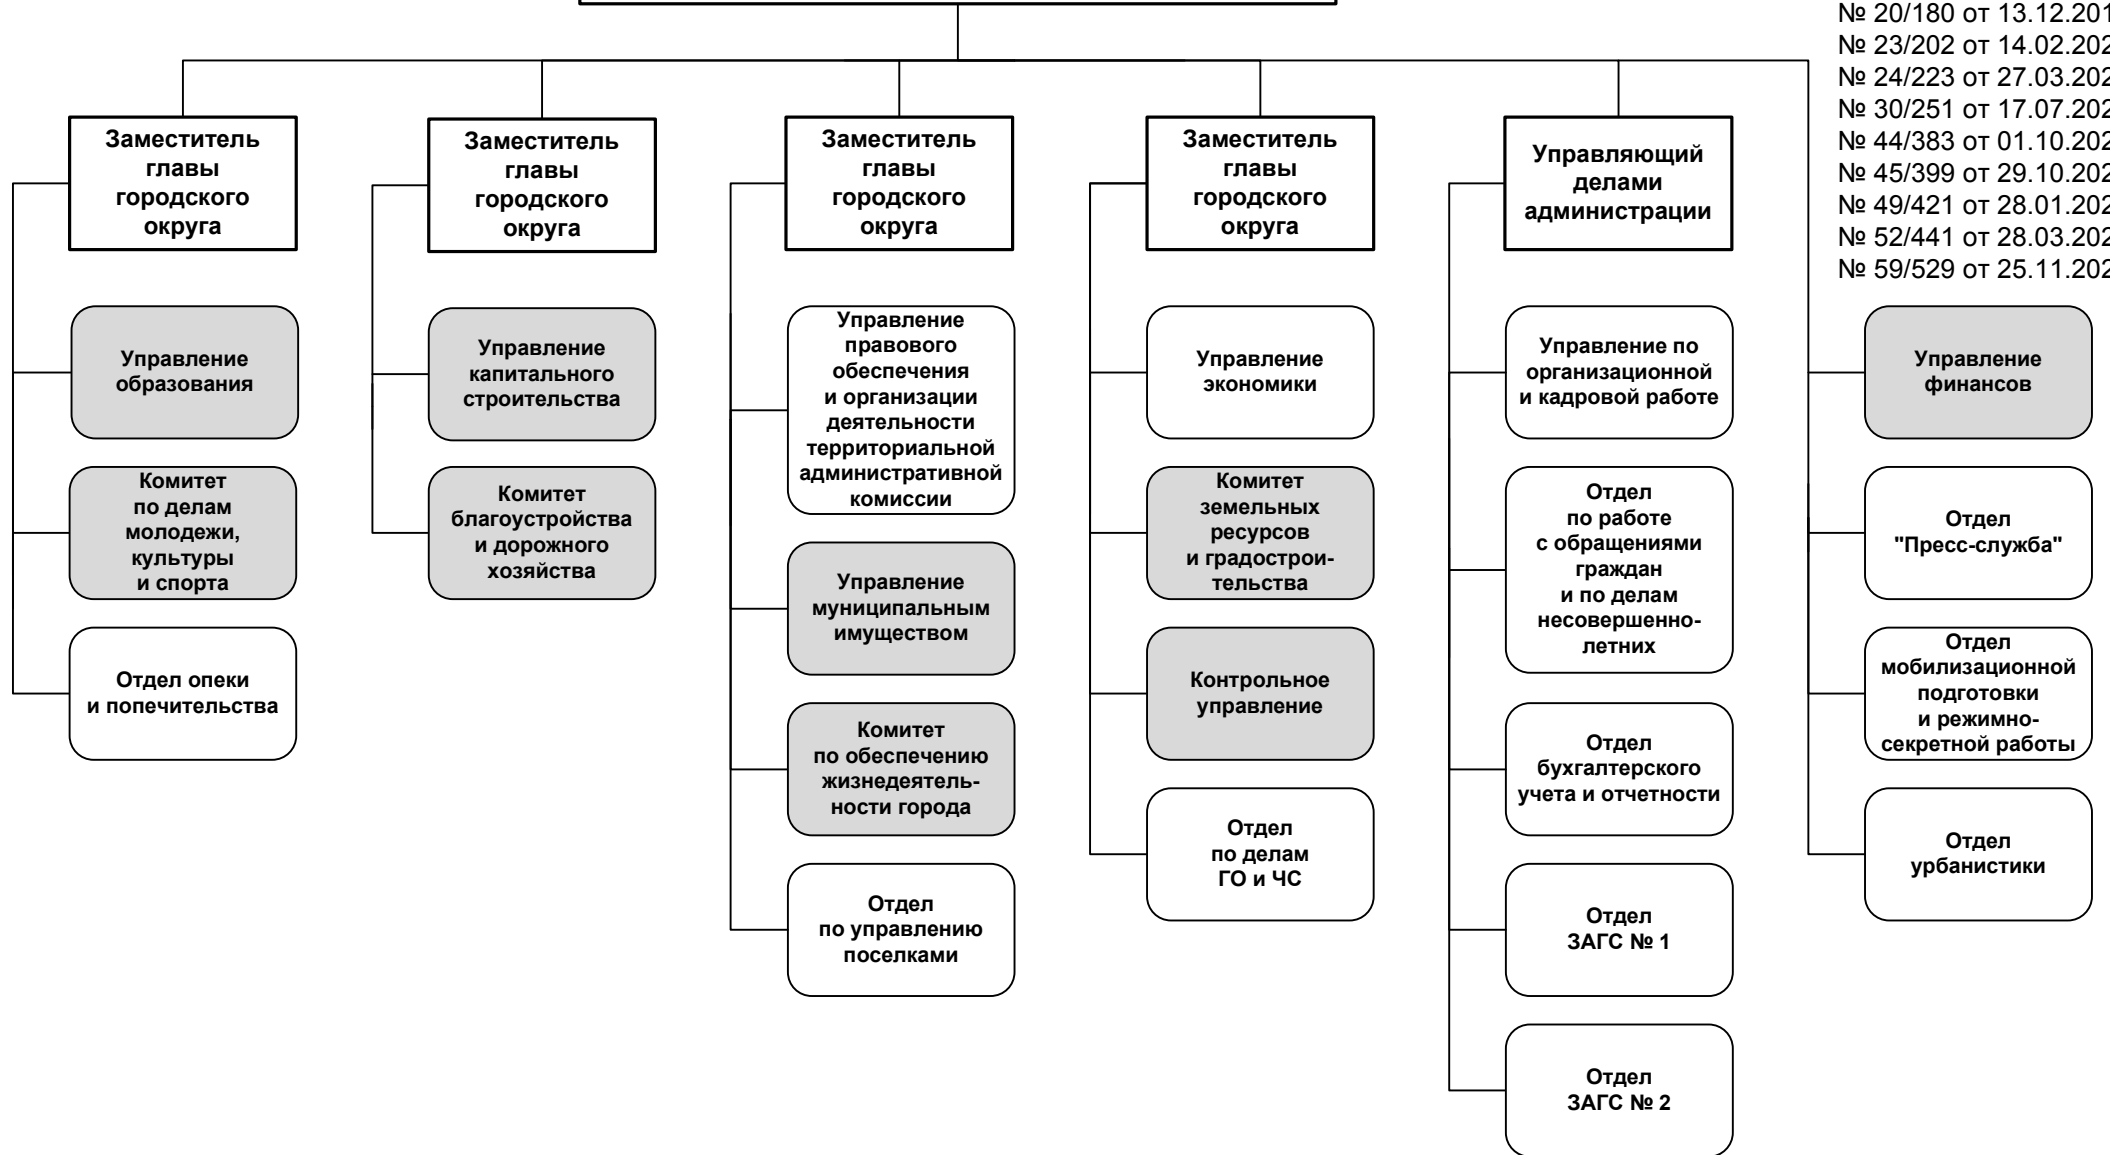 № 20/180 от 13.12.201
№ 23/202 от 14.02.202
№ 24/223 от 27.03.202
№ 30/251 от 17.07.202
№ 44/383 от 01.10.202
№ 45/399 от 29.10.202
№ 49/421 от 28.01.202
№ 52/441 от 28.03.202
№ 59/529 от 25.11.202
Заместитель
главы
городского
округа
Управление
образования
Комитет
по делам
молодежи,
культуры
и спорта
Отдел опеки
и попечительства
Заместитель
главы
городского
округа
Управление
капитального
строительства
Комитет
благоустройства
и дорожного
хозяйства
Заместитель
главы
городского
округа
Управление
правового
обеспечения
и организации
деятельности
территориальной
административной
комиссии
Управление
муниципальным
имуществом
Комитет
по обеспечению
жизнедеятель-
ности города
Отдел
по управлению
поселками
Заместитель
главы
городского
округа
Управление
экономики
Комитет
земельных
ресурсов
и градострои-
тельства
Контрольное
управление
Отдел
по делам
ГО и ЧС
Управляющий
делами
администрации
Управление по
организационной
и кадровой работе
Отдел
по работе
с обращениями
граждан
и по делам
несовершенно-
летних
Отдел
бухгалтерского
учета и отчетности
Отдел
ЗАГС № 1
Отдел
ЗАГС № 2
Управление
финансов
Отдел
"Пресс-служба"
Отдел
мобилизационной
подготовки
и режимно-
секретной работы
Отдел
урбанистики